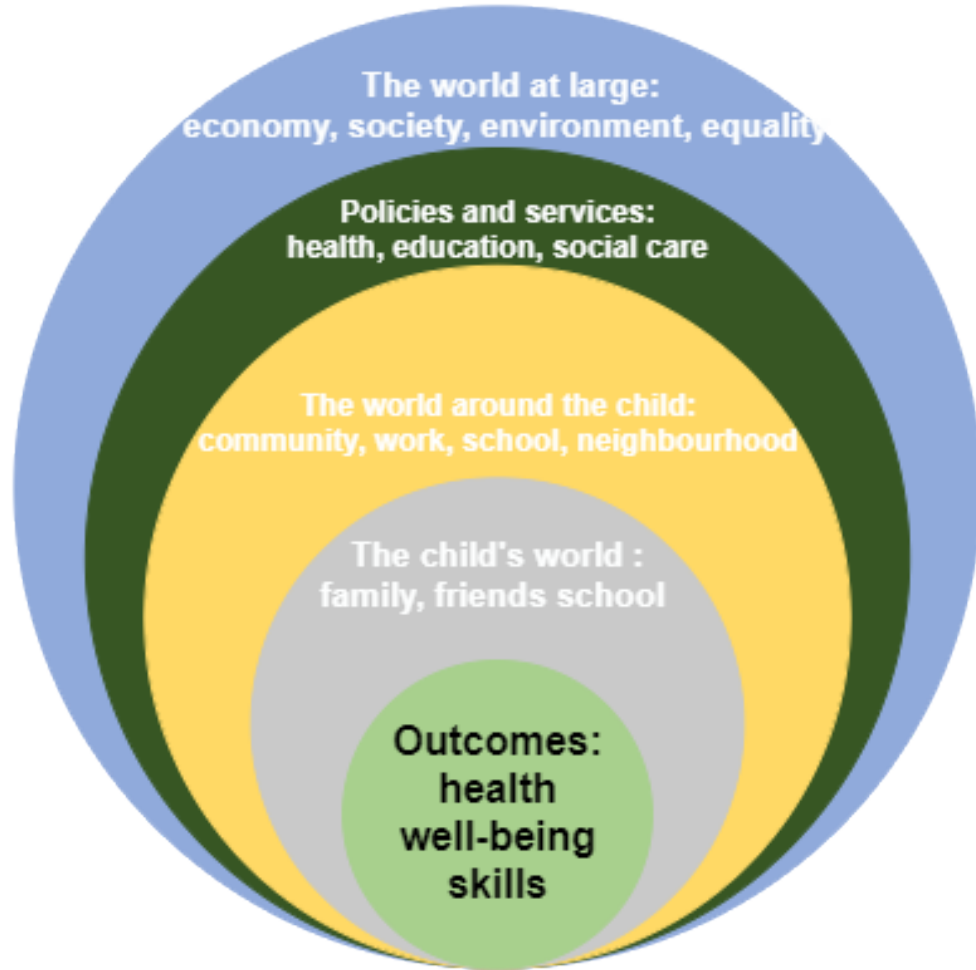 The world at large:
economy, society, environment, equality
Policies and services:
health, education, social care
The world around the child:
community, work, school, neighbourhood
The child's world :
family, friends school
Outcomes:
health
well-being
skills